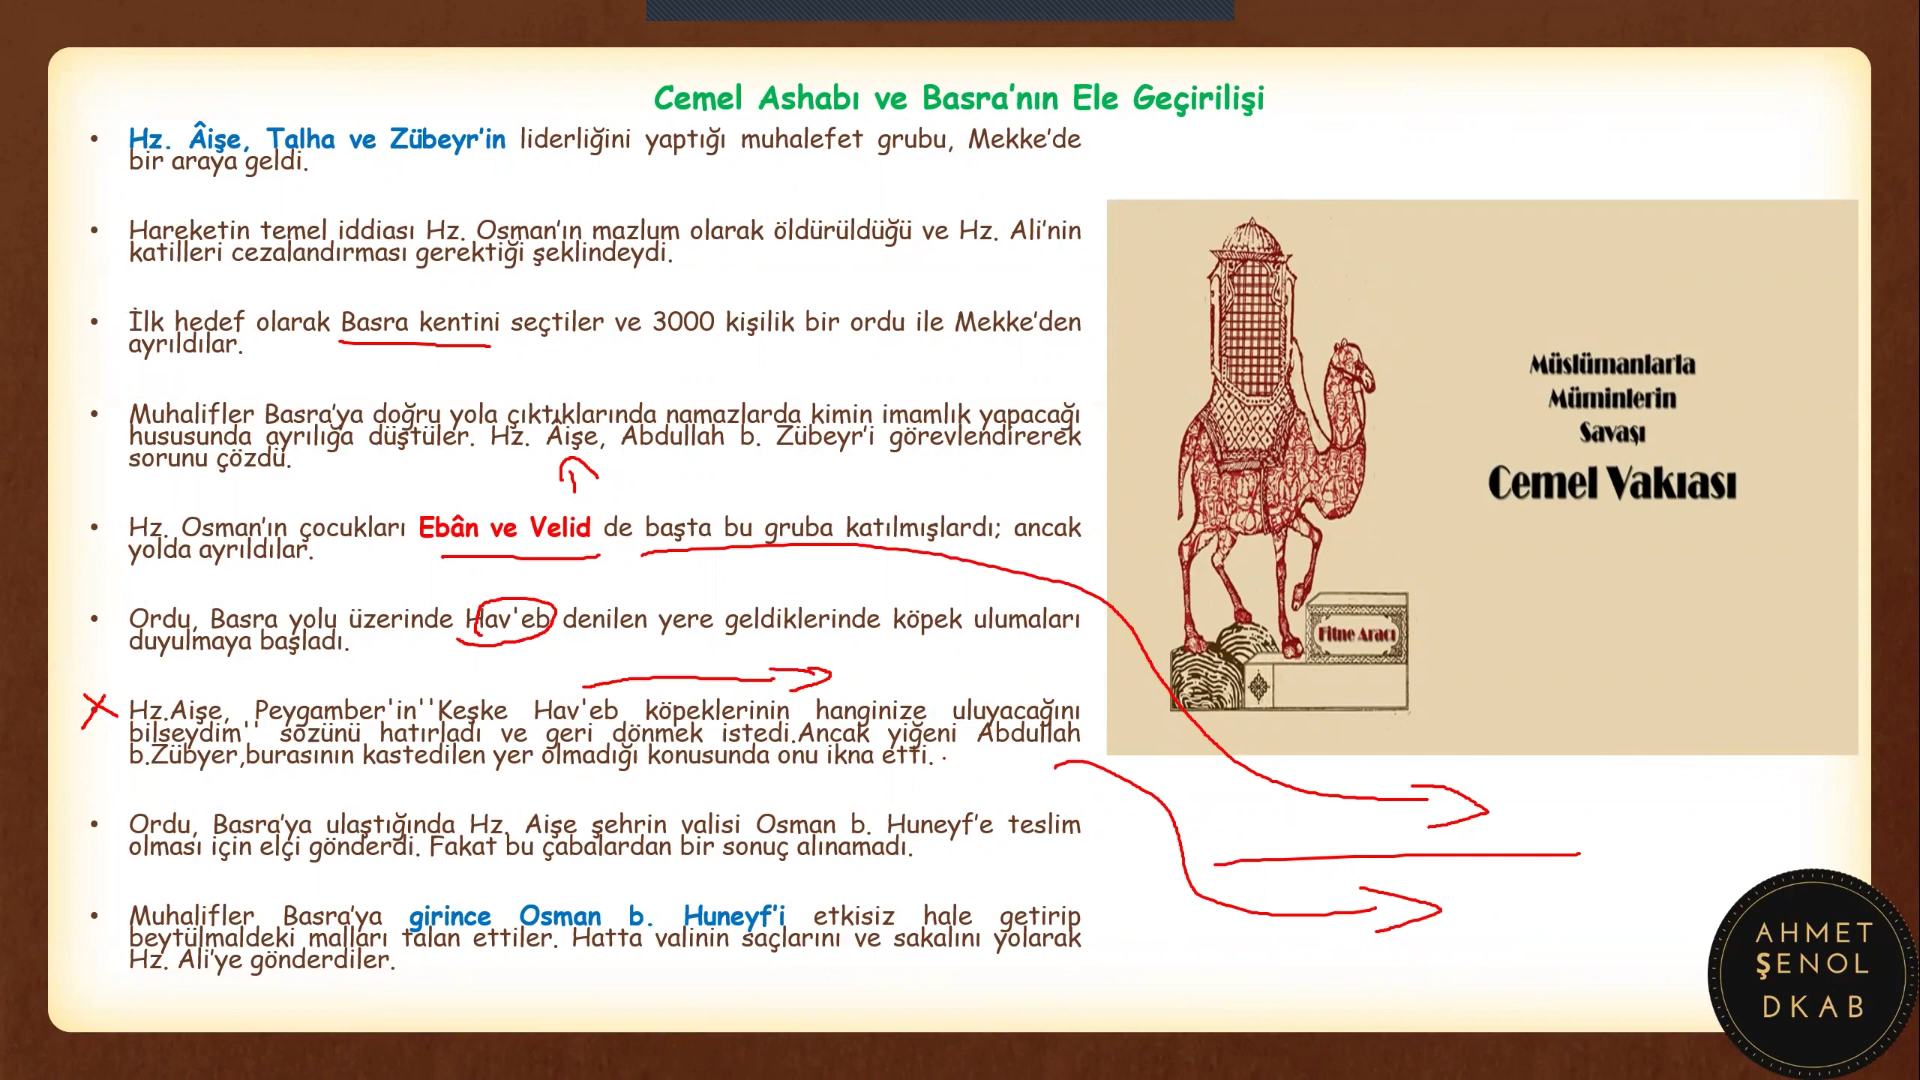 Cemel Ashabı ve Basra’nın Ele Geçirilişi
• Hz. Âişe, Talha ve Zübeyr’in liderliğini yaptığı muhalefet grubu, Mekke’de
bir araya geldi.
• Hareketin temel iddiası Hz. Osman’ın mazlum olarak öldürüldüğü ve Hz. Ali’nin
katilleri cezalandırması gerektiği şeklindeydi.
• İlk hedef olarak Basra kentini seçtiler ve 3000 kişilik bir ordu ile Mekke’den
ayrıldılar.
• Muhalifler Basra’ya doğru yola çıktıklarında namazlarda kimin imamlık yapacağı
hususunda ayrılığa düştüler. Hz. Âişe, Abdullah b. Zübeyr’i görevlendirerek
sorunu çözdü.
• Hz. Osman’ın çocukları Ebân ve Velid de başta bu gruba katılmışlardı; ancak
yolda ayrıldılar.
• Ordu, Basra yolu üzerinde Hav'eb denilen yere geldiklerinde köpek ulumaları
duyulmaya başladı.
• Hz.Aişe, Peygamber'in''Keşke Hav'eb köpeklerinin hanginize uluyacağını
bilseydim'' sözünü hatırladı ve geri dönmek istedi.Ancak yiğeni Abdullah
b.Zübyer,burasının kastedilen yer olmadığı konusunda onu ikna etti.
• Ordu, Basra’ya ulaştığında Hz. Aişe şehrin valisi Osman b. Huneyf’e teslim
olması için elçi gönderdi. Fakat bu çabalardan bir sonuç alınamadı.
• Muhalifler Basra’ya girince Osman b. Huneyf’i etkisiz hale getirip
beytülmaldeki malları talan ettiler. Hatta valinin saçlarını ve sakalını yolarak
Hz. Ali’ye gönderdiler.
Müslümanlarla
Müminlerin
Savaşı
Cemel Vakıası
Fitne Aracı
AHMET
ŞENOL
DKAB